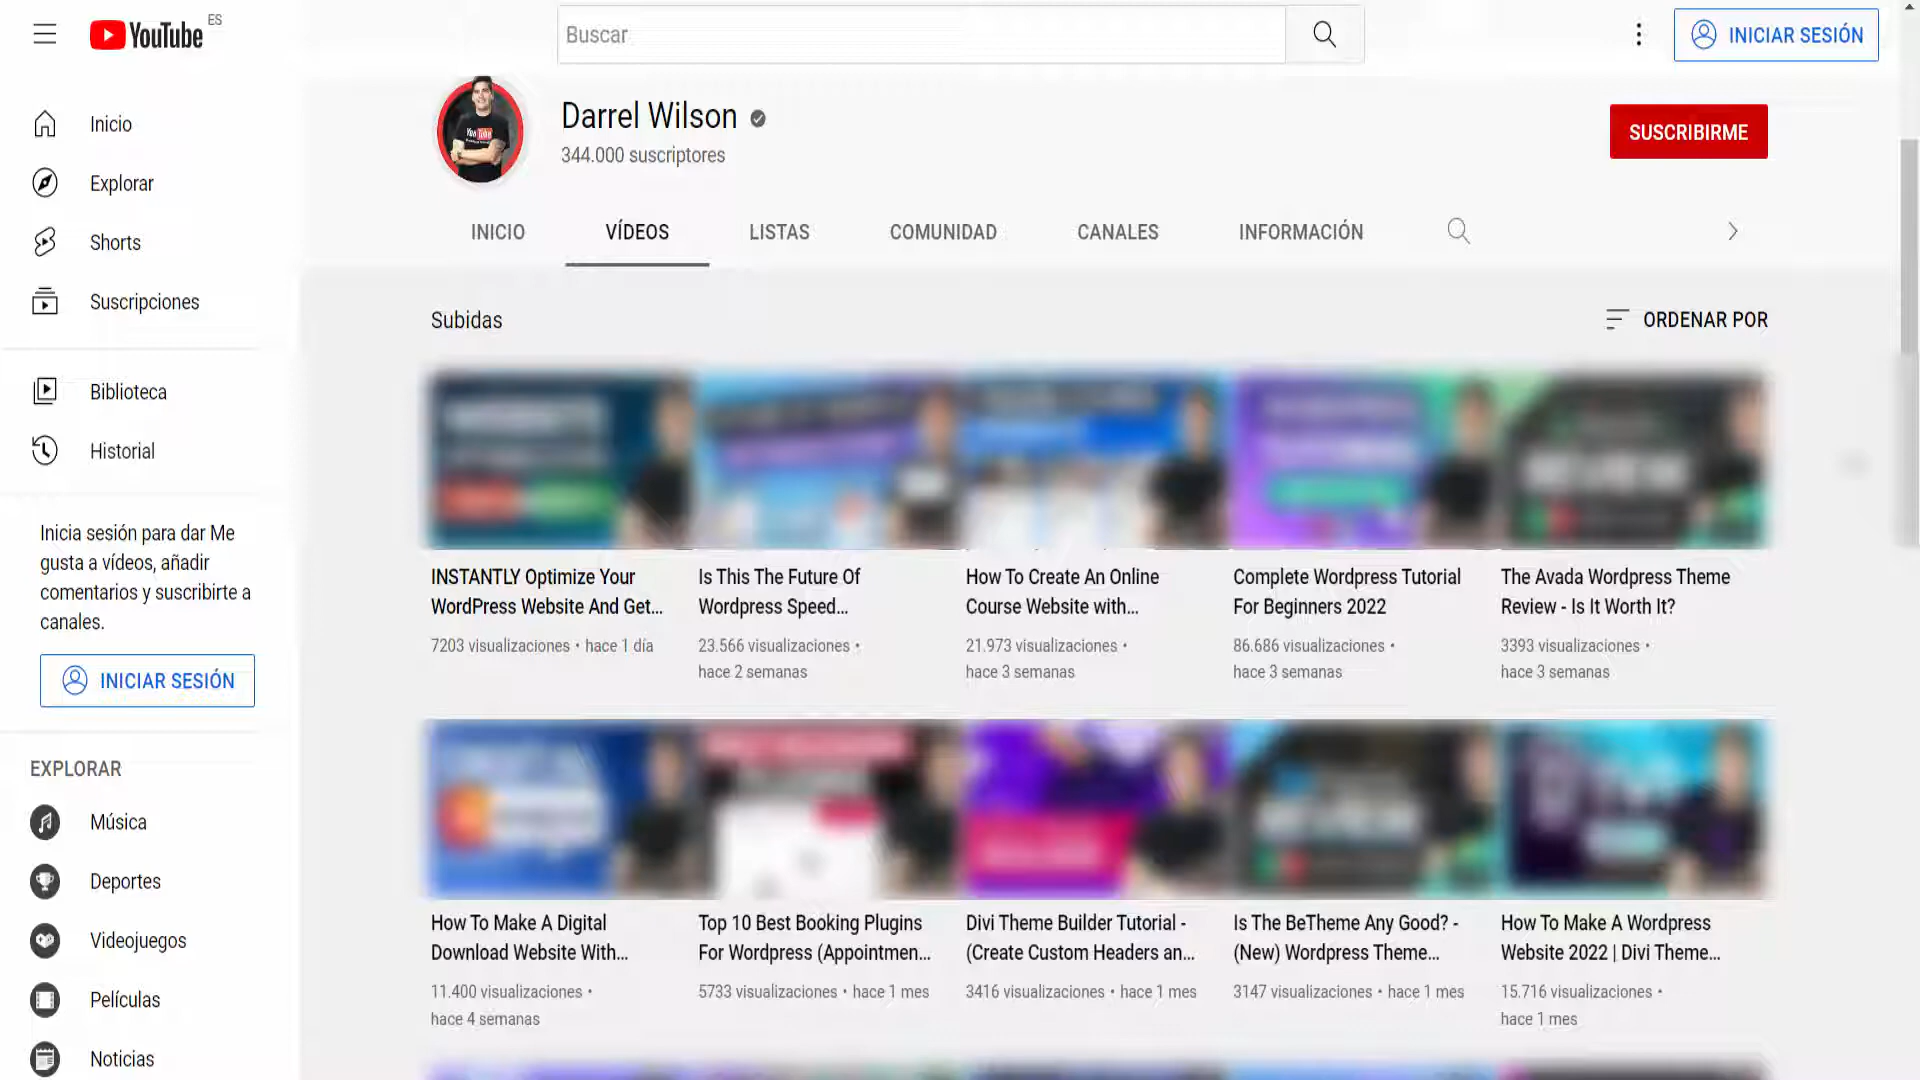 YouTube ES
Buscar
INICIAR SESIÓN
Inicio
Explorar
Shorts
Suscripciones
Biblioteca
Historial
Inicia sesión para dar Me
gusta a vídeos, añadir
comentarios y suscribirte a
canales.
INICIAR SESIÓN
EXPLORAR
Música
Deportes
Videojuegos
Películas
Noticias
Darrel Wilson
344.000 suscriptores
SUSCRIBIRME
INICIO VÍDEOS LISTAS COMUNIDAD CANALES INFORMACIÓN
Subidas
ORDENAR POR
INSTANTLY Optimize Your
WordPress Website And Get...
7203 visualizaciones • hace 1 día
Is This The Future Of
Wordpress Speed...
23.566 visualizaciones •
hace 2 semanas
How To Create An Online
Course Website with...
21.973 visualizaciones •
hace 3 semanas
Complete Wordpress Tutorial
For Beginners 2022
86.686 visualizaciones •
hace 3 semanas
The Avada Wordpress Theme
Review - Is It Worth It?
3393 visualizaciones •
hace 3 semanas
How To Make A Digital
Download Website With...
11.400 visualizaciones •
hace 4 semanas
Top 10 Best Booking Plugins
For Wordpress (Appointmen...
5733 visualizaciones • hace 1 mes
Divi Theme Builder Tutorial -
(Create Custom Headers an...
3416 visualizaciones • hace 1 mes
Is The BeTheme Any Good? -
(New) Wordpress Theme...
3147 visualizaciones • hace 1 mes
How To Make A Wordpress
Website 2022 | Divi Theme...
15.716 visualizaciones •
hace 1 mes